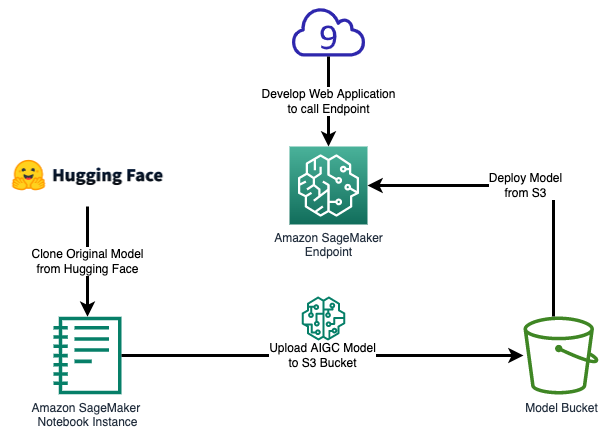 9
Develop Web Application
to call Endpoint
Hugging Face
Deploy Model
from S3
Amazon SageMaker
Endpoint
Clone Original Model
from Hugging Face
Upload AIGC Model
to S3 Bucket
Amazon SageMaker
Notebook Instance
Model Bucket